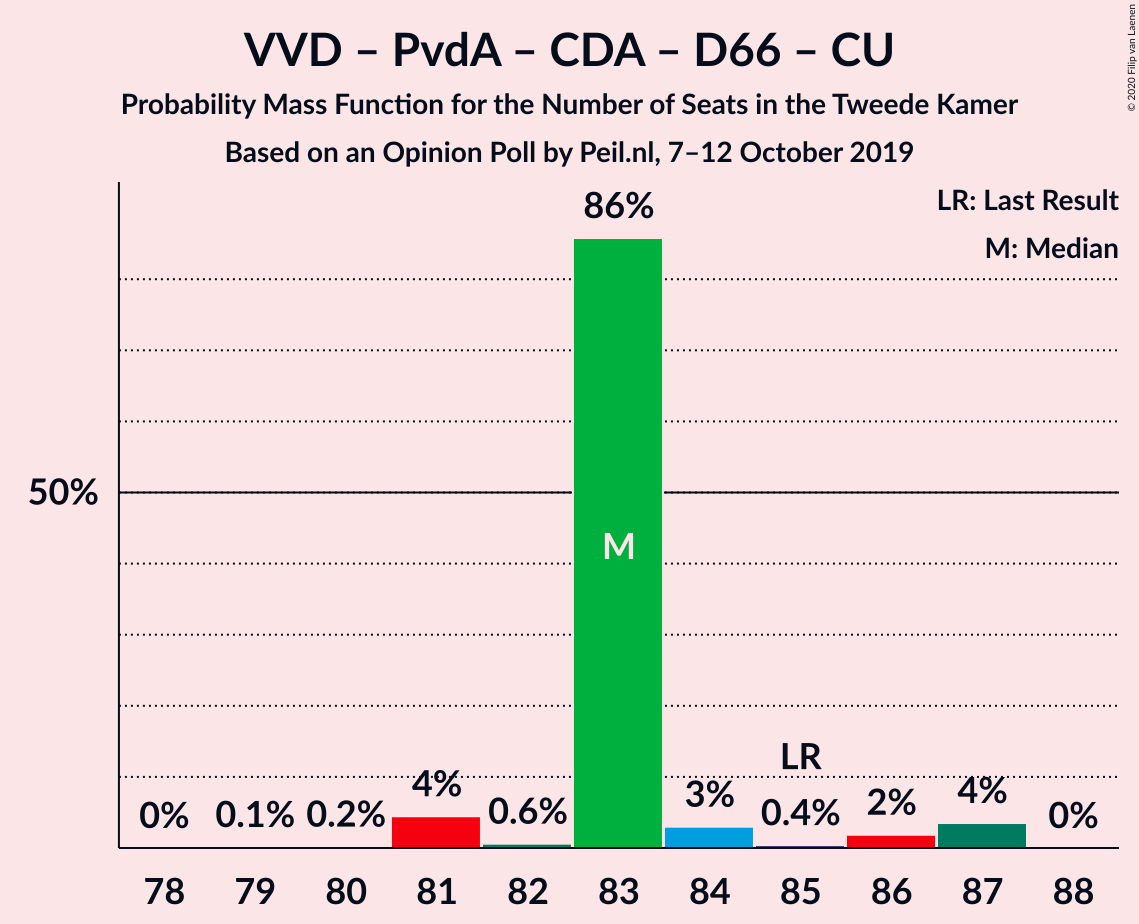 VVD – PvdA – CDA – D66 – CU
Probability Mass Function for the Number of Seats in the Tweede Kamer
Based on an Opinion Poll by Peil.nl, 7–12 October 2019
© 2020 Filip van Laenen
LR: Last Result
M: Median
86%
50%
M
LR
0% 0.1% 0.2% 4% 0.6% 3% 0.4% 2% 4% 0%
78 79 80 81 82 83 84 85 86 87 88